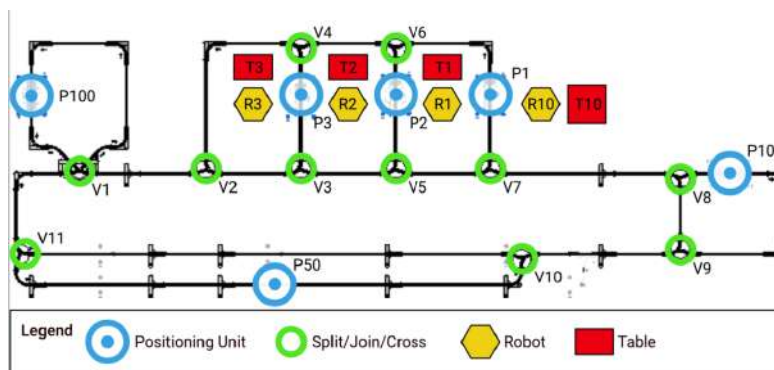 V4 V6
T3 T2 T1 P1
P100 R3 R2 R1 R10 T10
P3 P2
P10
V1 V2 V3 V5 V7 V8
V11
P50 V10 V9
Legend Positioning Unit Split/Join/Cross Robot Table